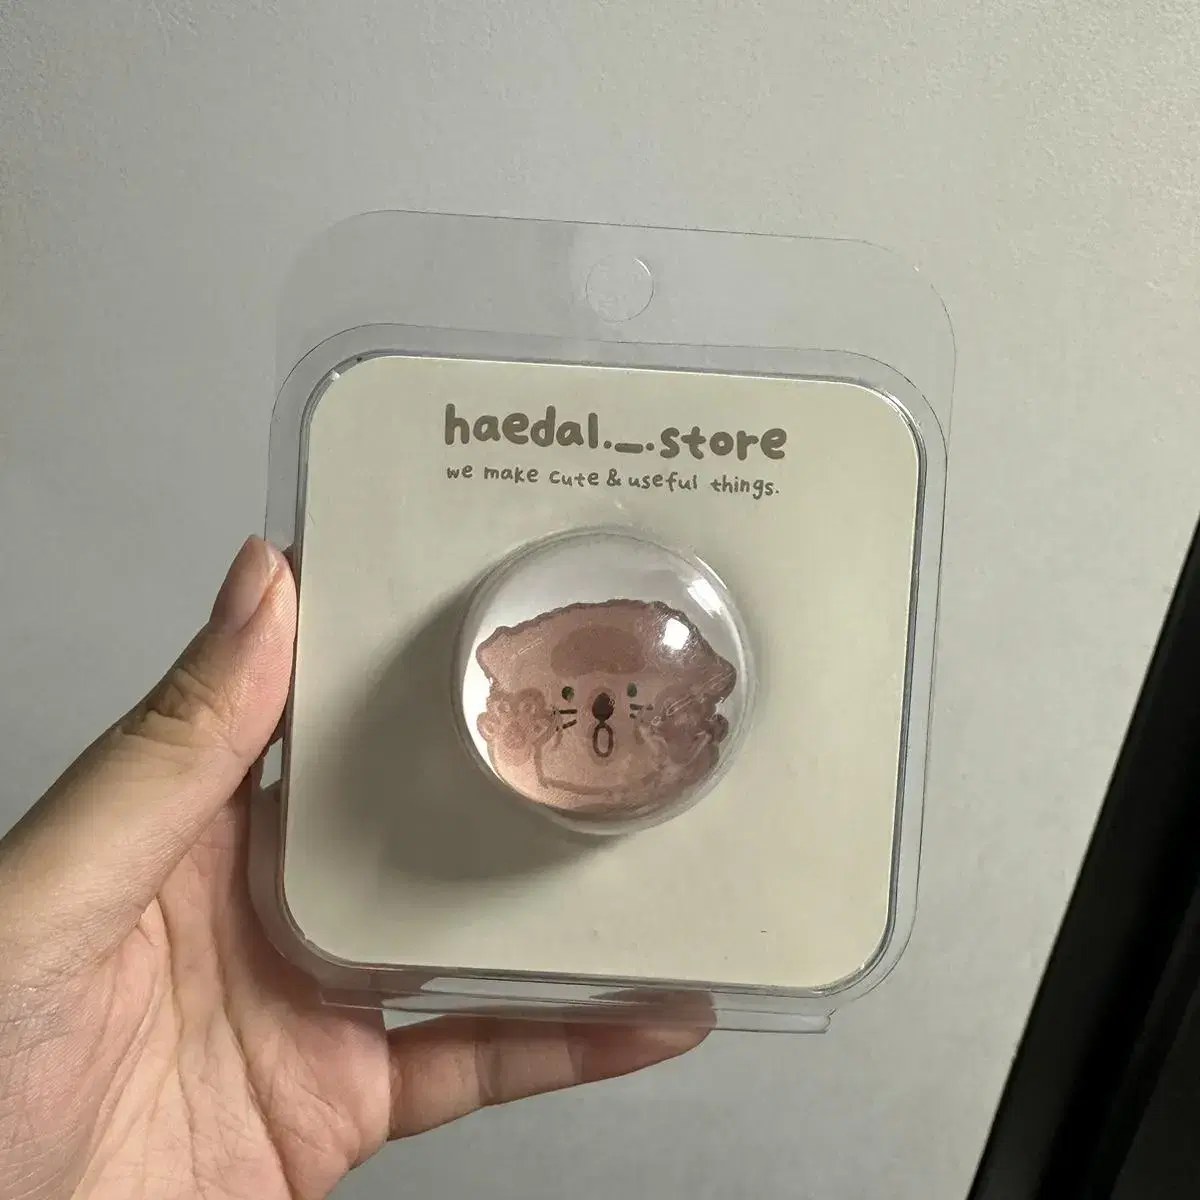 haedal._.store
we make cute & useful things.